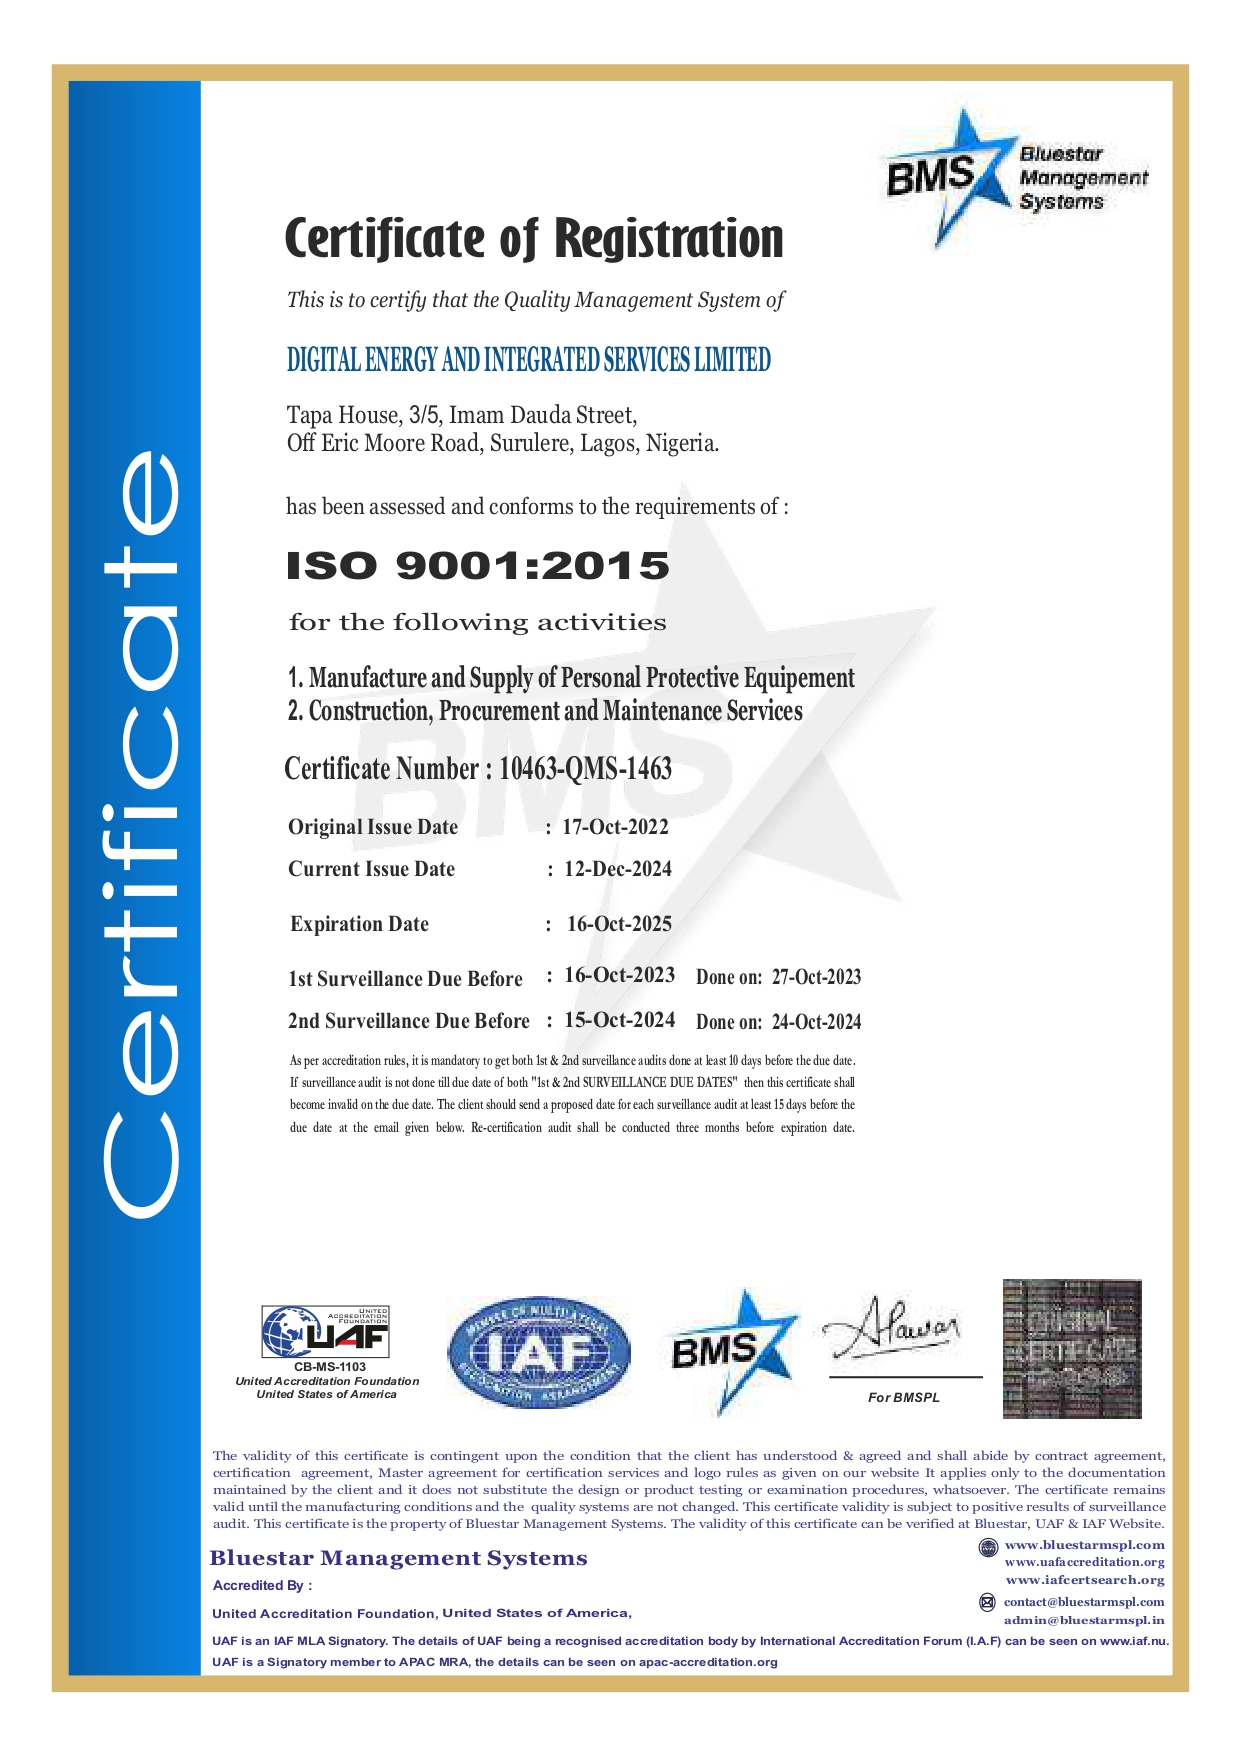 Certificate
BMS
Bluestar
Management
Systems
Certificate of Registration
This is to certify that the Quality Management System of
DIGITAL ENERGY AND INTEGRATED SERVICES LIMITED
Tapa House, 3/5, Imam Dauda Street,
Off Eric Moore Road, Surulere, Lagos, Nigeria.
has been assessed and conforms to the requirements of :
ISO 9001:2015
for the following activities
1. Manufacture and Supply of Personal Protective Equipement
2. Construction, Procurement and Maintenance Services
BMS
Certificate Number : 10463-QMS-1463
Original Issue Date : 17-Oct-2022
Current Issue Date : 12-Dec-2024
Expiration Date : 16-Oct-2025
1st Surveillance Due Before : 16-Oct-2023 Done on: 27-Oct-2023
2nd Surveillance Due Before : 15-Oct-2024 Done on: 24-Oct-2024
As per accreditation rules, it is mandatory to get both 1st & 2nd surveillance audits done at least 10 days before the due date.
If surveillance audit is not done till due date of both "1st & 2nd SURVEILLANCE DUE DATES" then this certificate shall
become invalid on the due date. The client should send a proposed date for each surveillance audit at least 15 days before the
due date at the email given below. Re-certification audit shall be conducted three months before expiration date.
UNITED
ACCREDITATION
FOUNDATION
UAF
CB-MS-1103
United Accreditation Foundation
United States of America
MEMBER OF MULTILATERAL
IAF
RECOGNITION ARRANGEMENT
BMS
For BMSPL
ORIGINAL
CERTIFICATE
The validity of this certificate is contingent upon the condition that the client has understood & agreed and shall abide by contract agreement,
certification agreement, Master agreement for certification services and logo rules as given on our website It applies only to the documentation
maintained by the client and it does not substitute the design or product testing or examination procedures, whatsoever. The certificate remains
valid until the manufacturing conditions and the quality systems are not changed. This certificate validity is subject to positive results of surveillance
audit. This certificate is the property of Bluestar Management Systems. The validity of this certificate can be verified at Bluestar, UAF & IAF Website.
Bluestar Management Systems
Accredited By :
United Accreditation Foundation, United States of America,
www.bluestarmspl.com
www.uafaccreditation.org
www.iafcertsearch.org
contact@bluestarmspl.com
admin@bluestarmspl.in
UAF is an IAF MLA Signatory. The details of UAF being a recognised accreditation body by International Accreditation Forum (I.A.F) can be seen on www.iaf.nu.
UAF is a Signatory member to APAC MRA, the details can be seen on apac-accreditation.org